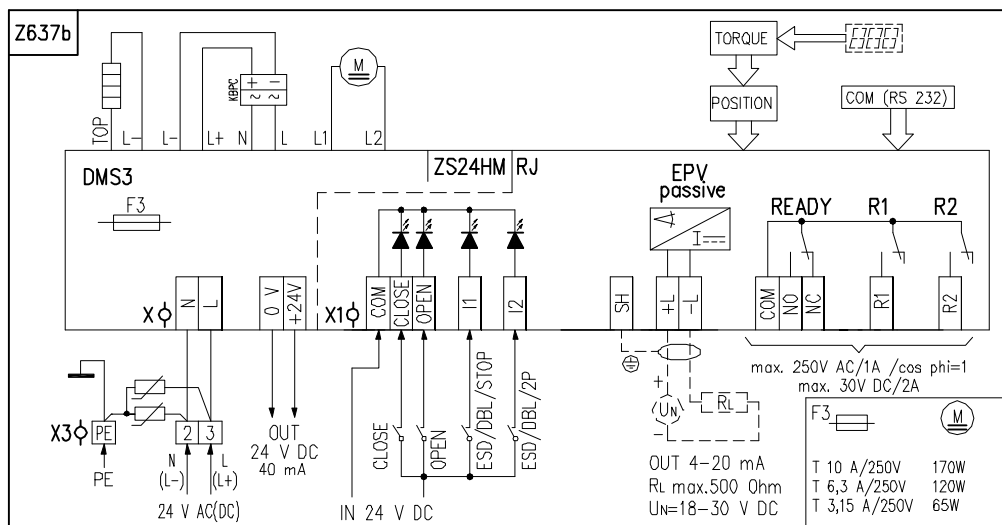 Z637b
TORQUE
POSITION
COM (RS 232)
TOP
L-
L-
L+
KBPC
+ −
~ ~
N
L
L1
M
L2
DMS3
F3
ZS24HM
RJ
EPV
passive
I
READY
R1
R2
X
N
L
0 V
+24V
X1
COM
CLOSE
OPEN
I1
I2
SH
+L
-L
COM
NO
NC
R1
R2
max. 250V AC/1A /cos phi=1
max. 30V DC/2A
X3
PE
2
3
PE
N
(L-)
L
(L+)
24 V AC(DC)
OUT
24 V DC
40 mA
CLOSE
OPEN
ESD/DBL/STOP
ESD/DBL/2P
IN 24 V DC
+
UN
−
RL
OUT 4-20 mA
RL max.500 Ohm
UN=18-30 V DC
F3
M
T 10 A/250V 170W
T 6,3 A/250V 120W
T 3,15 A/250V 65W